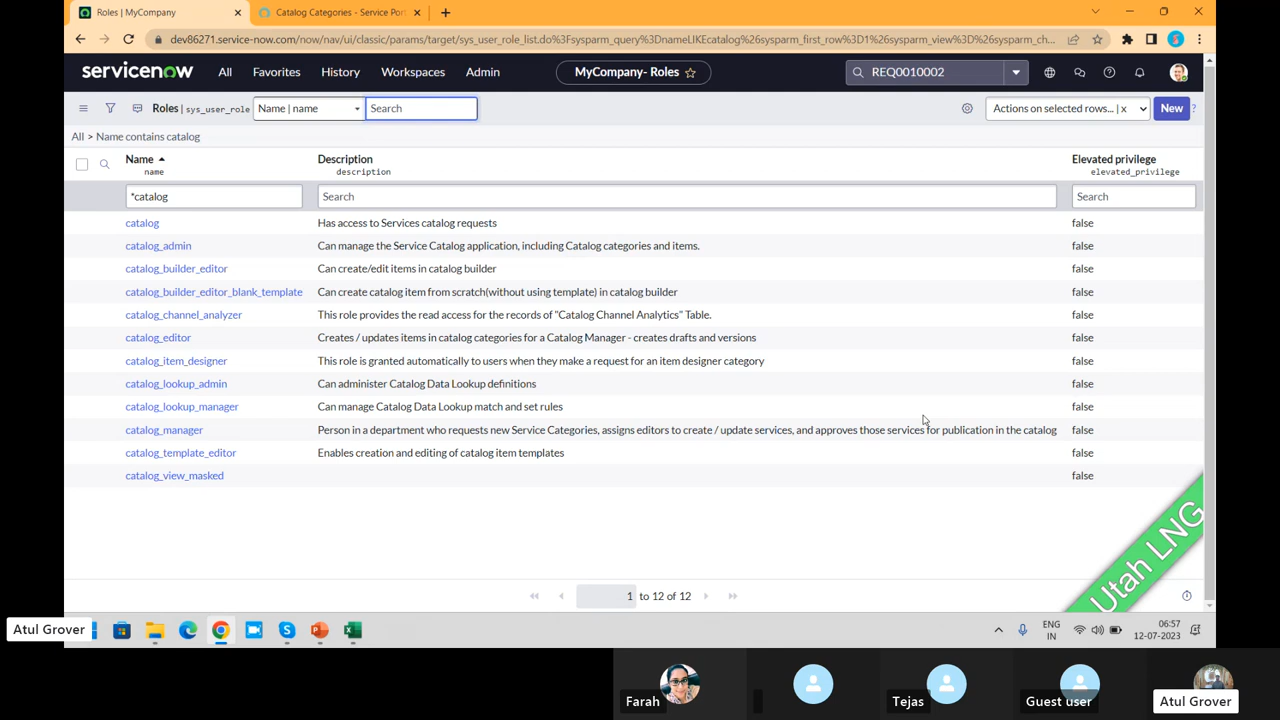 Roles | MyCompany
Catalog Categories - Service Por
dev86271.service-now.com/now/nav/ui/classic/params/target/sys_user_role_list.do%3Fsysparm_query%3DnameLIKEcatalog%26sysparm_first_row%3D1%26sysparm_view%3D%26sysparm_ch...
servicenow
All
Favorites
History
Workspaces
Admin
MyCompany- Roles
REQ0010002
Roles | sys_user_role
Name | name
Search
Actions on selected rows... | x
New
?
All > Name contains catalog
Name
name
Description
description
Elevated privilege
elevated_privilege
*catalog
Search
Search
catalog
Has access to Services catalog requests
false
catalog_admin
Can manage the Service Catalog application, including Catalog categories and items.
false
catalog_builder_editor
Can create/edit items in catalog builder
false
catalog_builder_editor_blank_template
Can create catalog item from scratch(without using template) in catalog builder
false
catalog_channel_analyzer
This role provides the read access for the records of "Catalog Channel Analytics" Table.
false
catalog_editor
Creates / updates items in catalog categories for a Catalog Manager - creates drafts and versions
false
catalog_item_designer
This role is granted automatically to users when they make a request for an item designer category
false
catalog_lookup_admin
Can administer Catalog Data Lookup definitions
false
catalog_lookup_manager
Can manage Catalog Data Lookup match and set rules
false
catalog_manager
Person in a department who requests new Service Categories, assigns editors to create / update services, and approves those services for publication in the catalog
false
catalog_template_editor
Enables creation and editing of catalog item templates
false
catalog_view_masked
false
Utah LNG
1 to 12 of 12
Atul Grover
ENG
IN
06:57
12-07-2023
Farah
Tejas
Guest user
Atul Grover